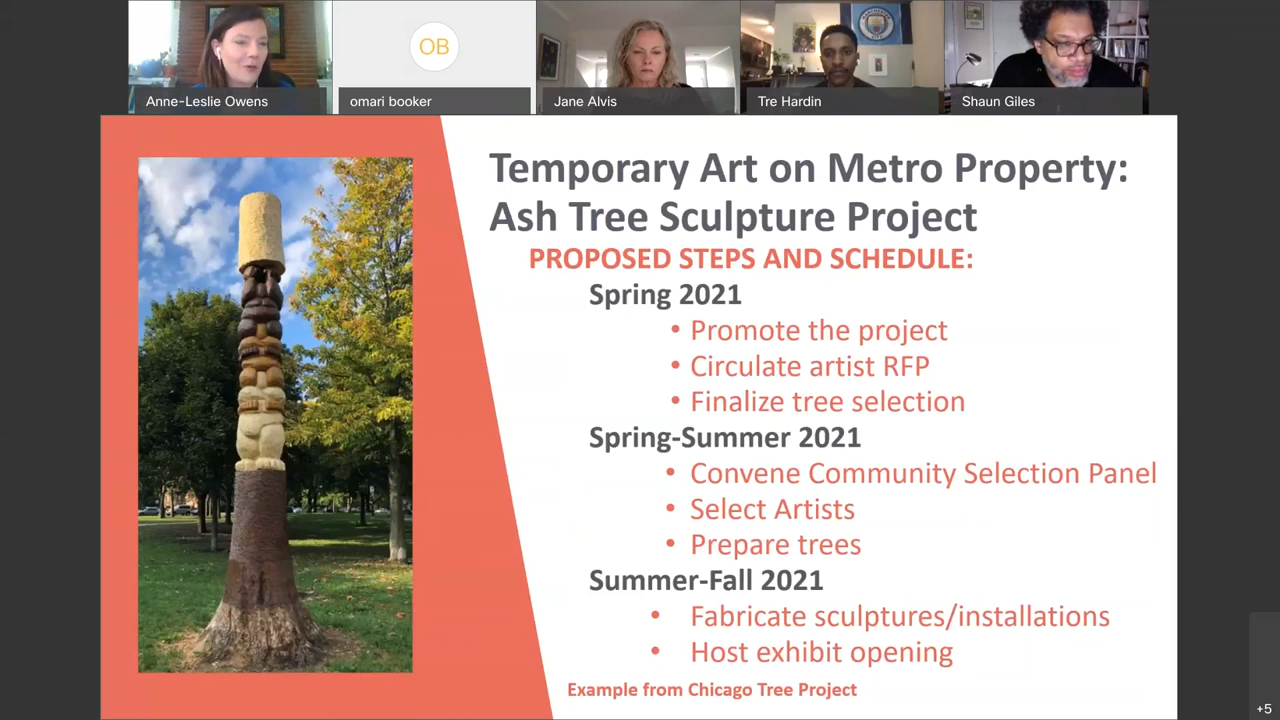 OB
Anne-Leslie Owens
omari booker
Jane Alvis
Tre Hardin
Shaun Giles
MANCHESTER
CITY
Temporary Art on Metro Property:
Ash Tree Sculpture Project
PROPOSED STEPS AND SCHEDULE:
Spring 2021
• Promote the project
• Circulate artist RFP
• Finalize tree selection
Spring-Summer 2021
• Convene Community Selection Panel
• Select Artists
• Prepare trees
Summer-Fall 2021
• Fabricate sculptures/installations
• Host exhibit opening
Example from Chicago Tree Project
+5